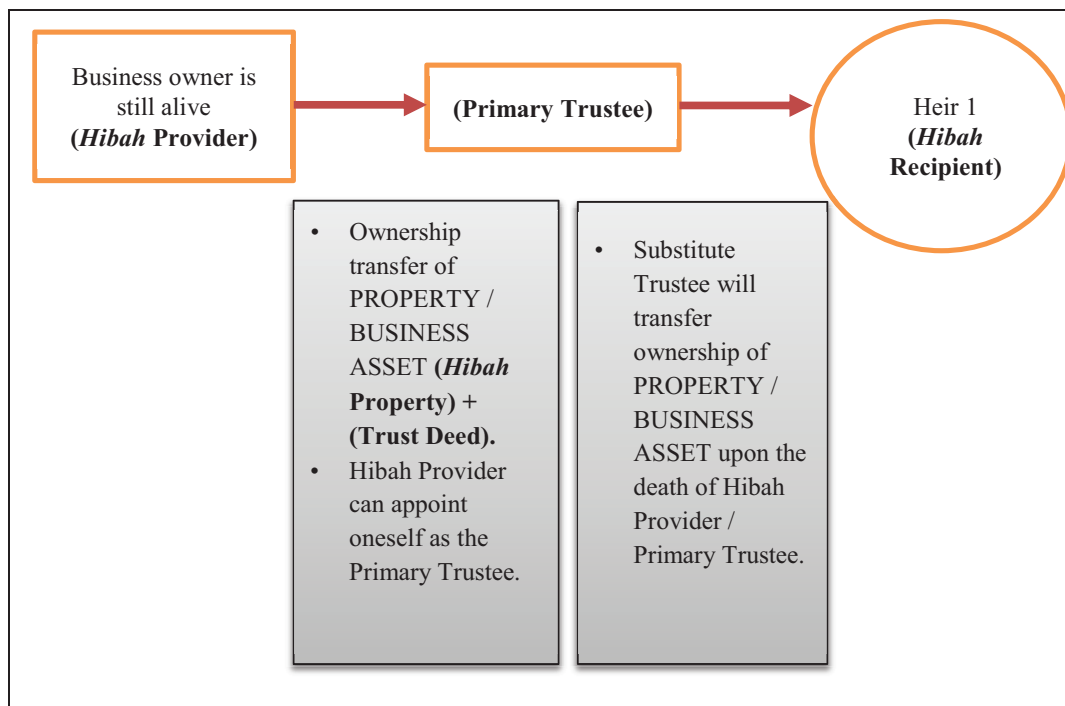 Business owner is
still alive
(Hibah Provider)
(Primary Trustee)
Heir 1
(Hibah
Recipient)
• Ownership
transfer of
PROPERTY /
BUSINESS
ASSET (Hibah
Property) +
(Trust Deed).
• Hibah Provider
can appoint
oneself as the
Primary Trustee.
• Substitute
Trustee will
transfer
ownership of
PROPERTY /
BUSINESS
ASSET upon the
death of Hibah
Provider /
Primary Trustee.